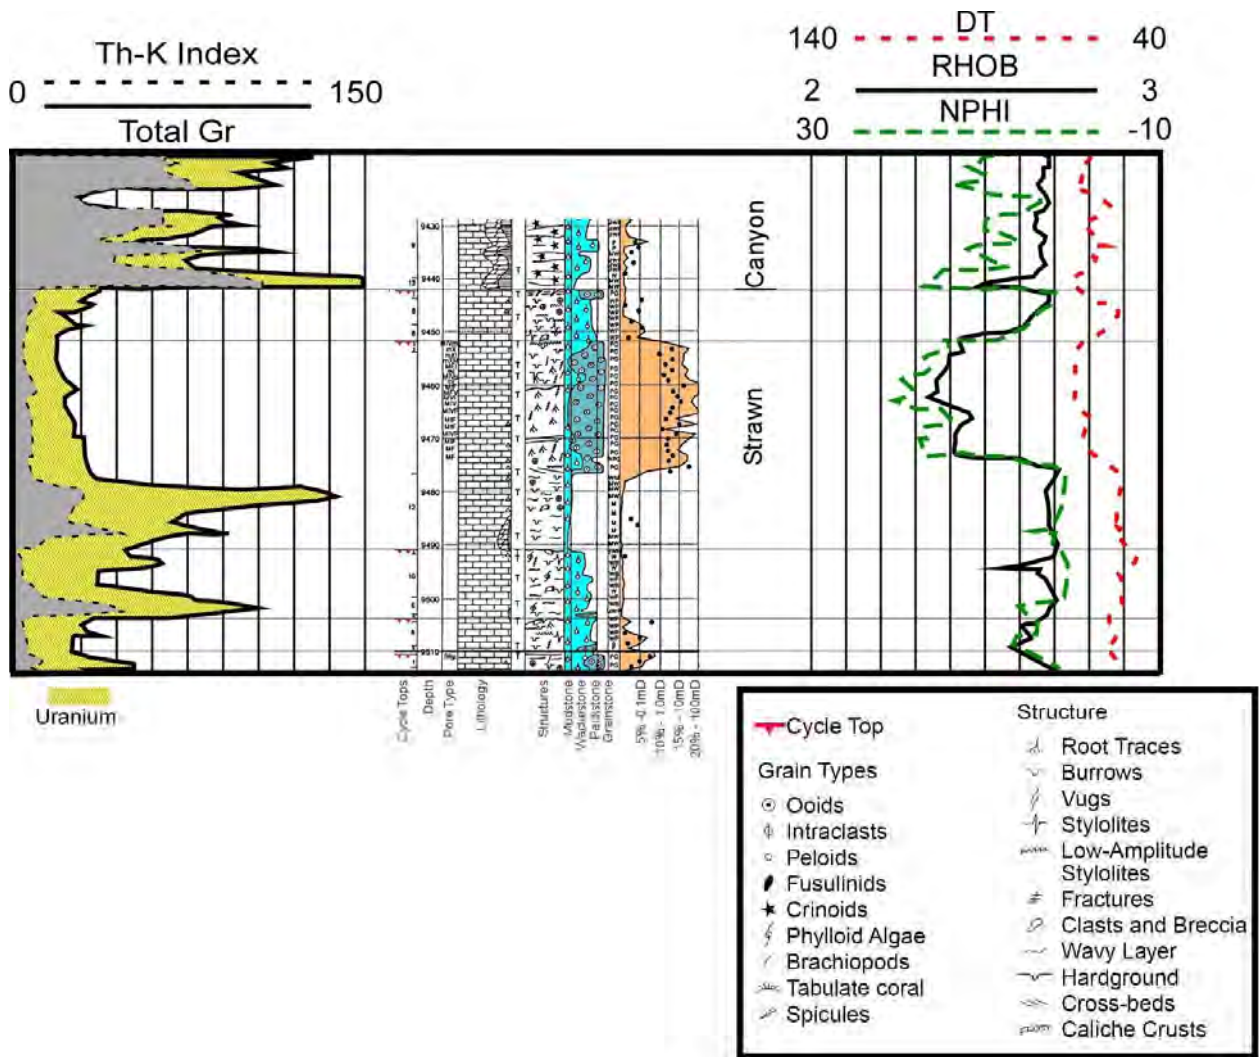 Th-K Index
0 150
Total Gr
DT
140 40
RHOB
2 3
NPHI
30 -10
Canyon
Strawn
9430
9440
9450
9460
9470
9480
9490
9500
9510
T
T
T
T
T
T
T
T
T
T
T
T
T
T
Uranium
Cycle Tops
Depth
Pore Type
Lithology
Structures
Mudstone
Wackestone
Packstone
Grainstone
5% -0.1mD
10% - 1.0mD
15% - 10mD
20% - 100mD
Cycle Top
Grain Types
Ooids
Intraclasts
Peloids
Fusulinids
Crinoids
Phylloid Algae
Brachiopods
Tabulate coral
Spicules
Structure
Root Traces
Burrows
Vugs
Stylolites
Low-Amplitude
Stylolites
Fractures
Clasts and Breccia
Wavy Layer
Hardground
Cross-beds
Caliche Crusts